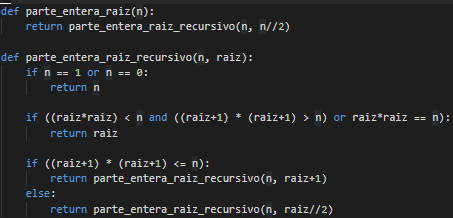 def parte_entera_raiz(n):
    return parte_entera_raiz_recursivo(n, n//2)

def parte_entera_raiz_recursivo(n, raiz):
    if n == 1 or n == 0:
        return n

    if ((raiz*raiz) < n and ((raiz+1) * (raiz+1) > n) or raiz*raiz == n):
        return raiz

    if ((raiz+1) * (raiz+1) <= n):
        return parte_entera_raiz_recursivo(n, raiz+1)
    else:
        return parte_entera_raiz_recursivo(n, raiz//2)